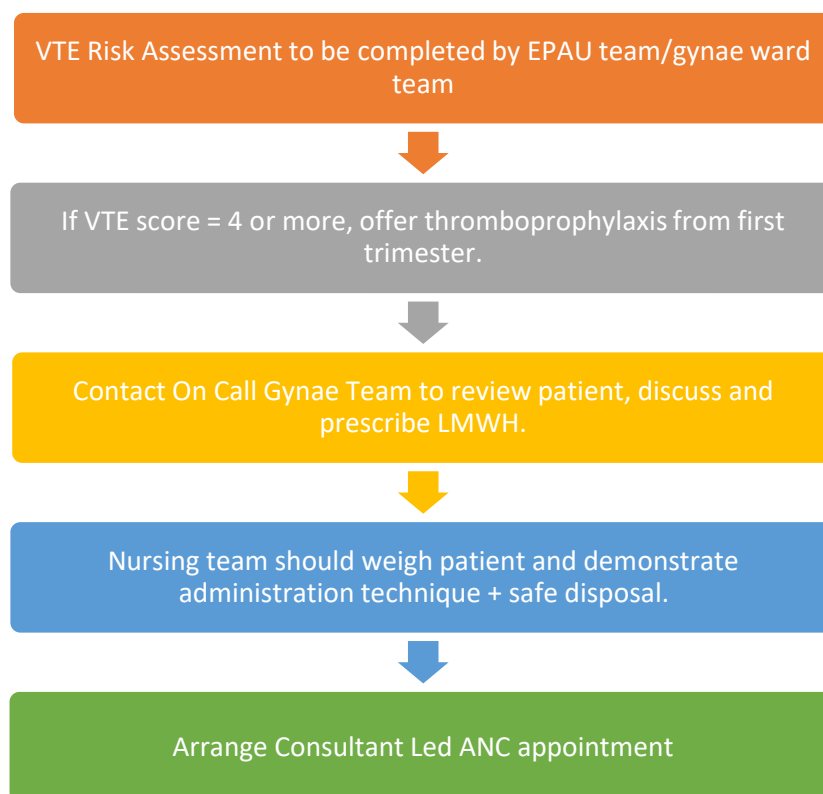 VTE Risk Assessment to be completed by EPAU team/gynae ward
team
If VTE score = 4 or more, offer thromboprophylaxis from first
trimester.
Contact On Call Gynae Team to review patient, discuss and
prescribe LMWH.
Nursing team should weigh patient and demonstrate
administration technique + safe disposal.
Arrange Consultant Led ANC appointment